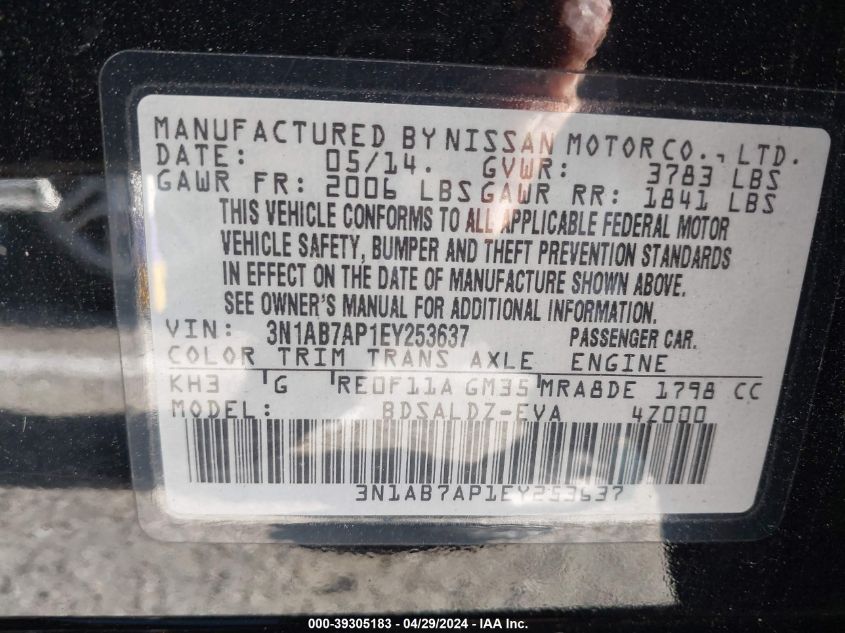 MANUFACTURED BY NISSAN MOTOR CO., LTD.
DATE: 05/14. GVWR: 3783 LBS
GAWR FR: 2006 LBS GAWR RR: 1841 LBS
THIS VEHICLE CONFORMS TO ALL APPLICABLE FEDERAL MOTOR
VEHICLE SAFETY, BUMPER AND THEFT PREVENTION STANDARDS
IN EFFECT ON THE DATE OF MANUFACTURE SHOWN ABOVE.
SEE OWNER'S MANUAL FOR ADDITIONAL INFORMATION.
VIN: 3N1AB7AP1EY253637 PASSENGER CAR.
COLOR TRIM TRANS AXLE ENGINE
KH3 G RE0F11A GM35 MRA8DE 1798 CC
MODEL: BDSALDZ-EVA 4Z000
3N1AB7AP1EY253637
000-39305183 - 04/29/2024 - IAA Inc.